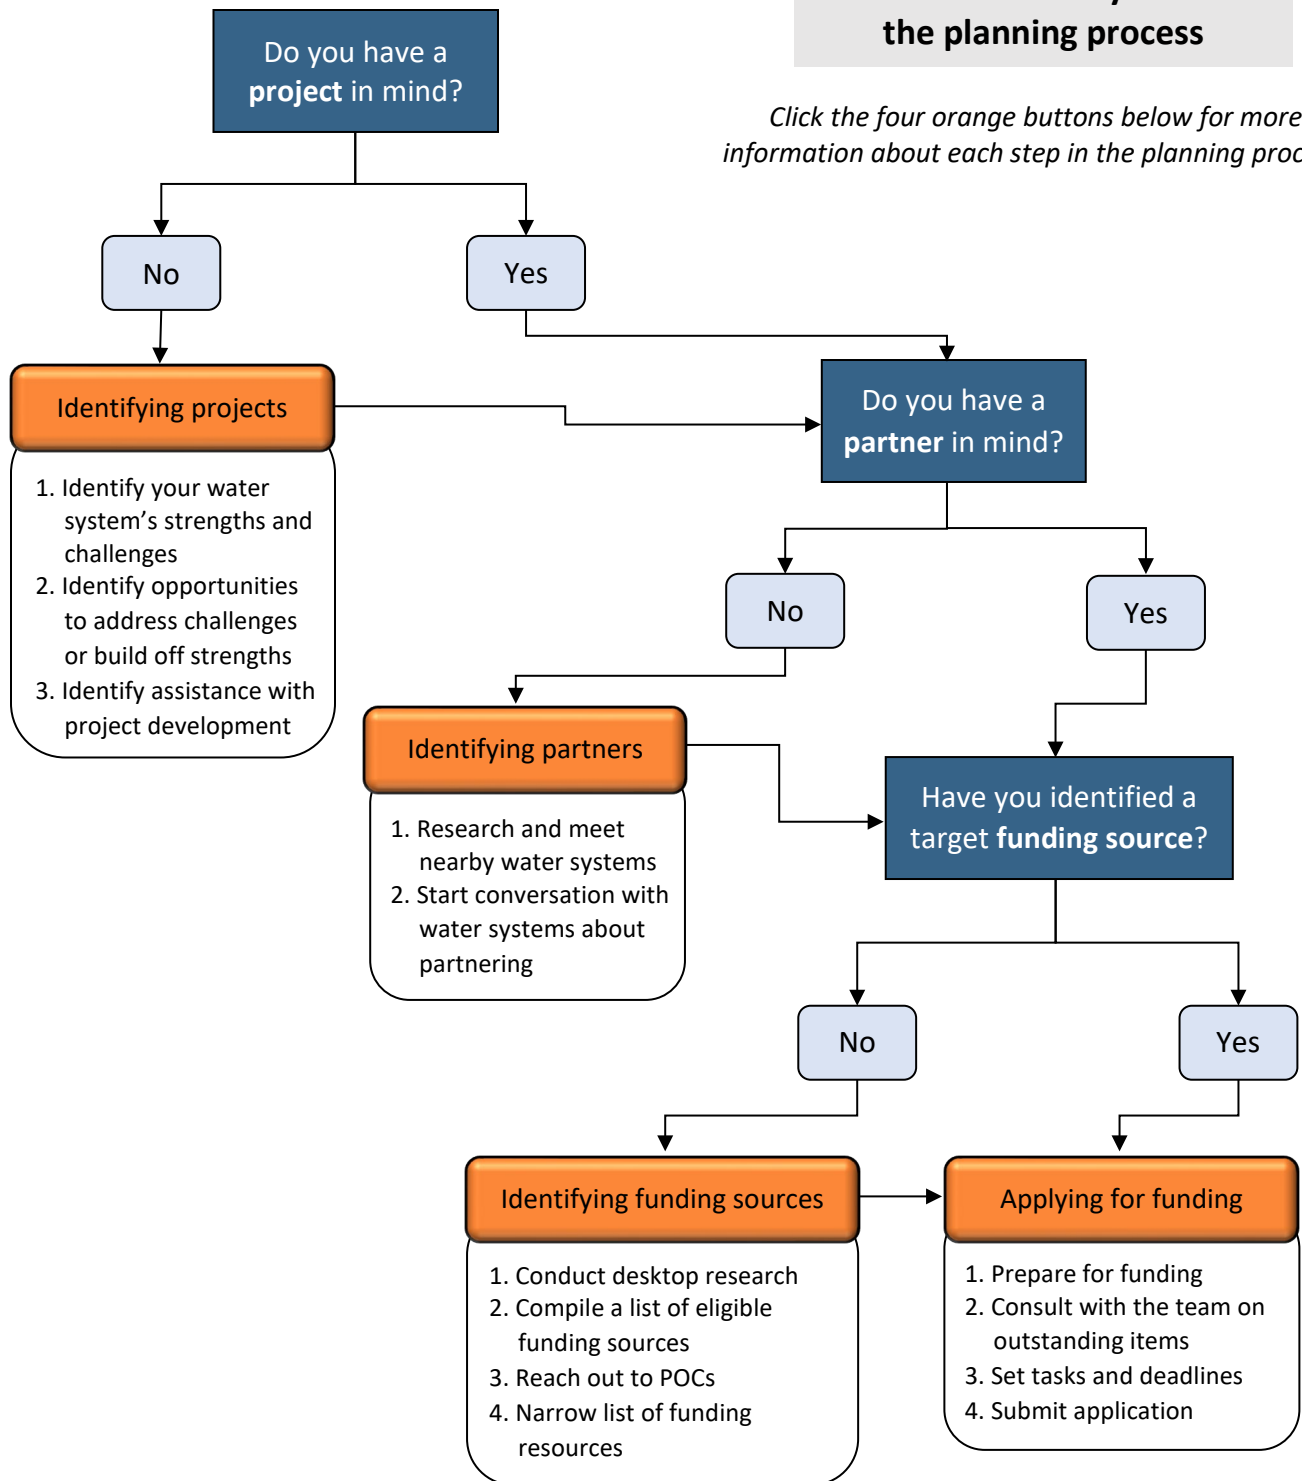 the planning process
Click the four orange buttons below for more
information about each step in the planning
Do you have a
project in mind?
No
Yes
Identifying projects
1. Identify your water
system’s strengths and
challenges
2. Identify opportunities
to address challenges
or build off strengths
3. Identify assistance with
project development
Do you have a
partner in mind?
No
Yes
Identifying partners
1. Research and meet
nearby water systems
2. Start conversation with
water systems about
partnering
Have you identified a
target funding source?
No
Yes
Identifying funding sources
1. Conduct desktop research
2. Compile a list of eligible
funding sources
3. Reach out to POCs
4. Narrow list of funding
resources
Applying for funding
1. Prepare for funding
2. Consult with the team on
outstanding items
3. Set tasks and deadlines
4. Submit application